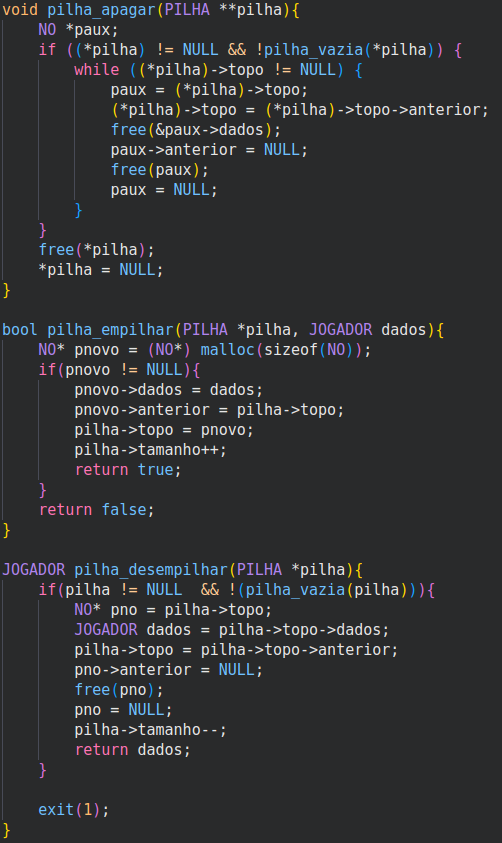 void pilha_apagar(PILHA **pilha){
    NO *paux;
    if ((*pilha) != NULL && !pilha_vazia(*pilha)) {
        while ((*pilha)->topo != NULL) {
            paux = (*pilha)->topo;
            (*pilha)->topo = (*pilha)->topo->anterior;
            free(&paux->dados);
            paux->anterior = NULL;
            free(paux);
            paux = NULL;
        }
    }
    free(*pilha);
    *pilha = NULL;
}

bool pilha_empilhar(PILHA *pilha, JOGADOR dados){
    NO* pnovo = (NO*) malloc(sizeof(NO));
    if(pnovo != NULL){
        pnovo->dados = dados;
        pnovo->anterior = pilha->topo;
        pilha->topo = pnovo;
        pilha->tamanho++;
        return true;
    }
    return false;
}

JOGADOR pilha_desempilhar(PILHA *pilha){
    if(pilha != NULL  && !(pilha_vazia(pilha))){
        NO* pno = pilha->topo;
        JOGADOR dados = pilha->topo->dados;
        pilha->topo = pilha->topo->anterior;
        pno->anterior = NULL;
        free(pno);
        pno = NULL;
        pilha->tamanho--;
        return dados;
    }

    exit(1);
}